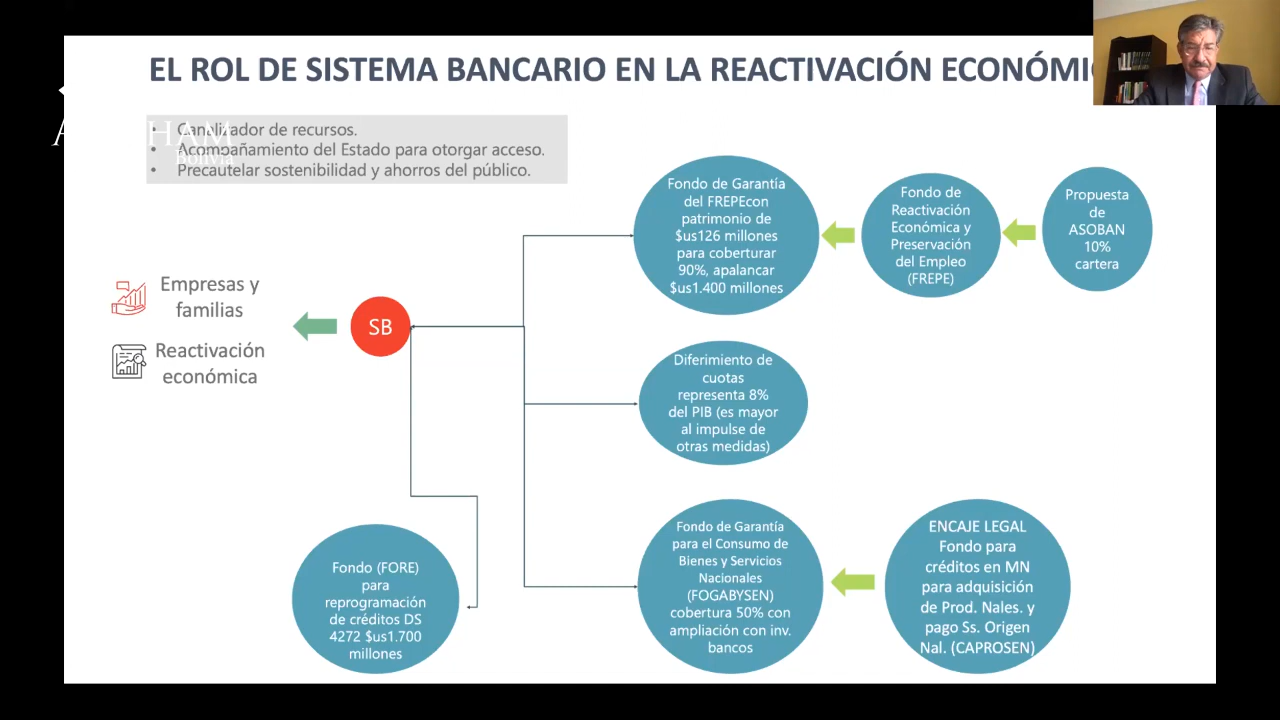 EL ROL DE SISTEMA BANCARIO EN LA REACTIVACIÓN ECONÓMI
• Canalizador de recursos.
• Acompañamiento del Estado para otorgar acceso.
• Precautelar sostenibilidad y ahorros del público.
HAM
Bolivia
Fondo de Garantía
del FREPEcon
patrimonio de
$us126 millones
para coberturar
90%, apalancar
$us1.400 millones
Fondo de
Reactivación
Económica y
Preservación
del Empleo
(FREPE)
Propuesta
de
ASOBAN
10%
cartera
Empresas y
familias
Reactivación
económica
SB
Diferimiento de
cuotas
representa 8%
del PIB (es mayor
al impulse de
otras medidas)
Fondo (FORE)
para
reprogramación
de créditos DS
4272 $us1.700
millones
Fondo de Garantía
para el Consumo de
Bienes y Servicios
Nacionales
(FOGABYSEN)
cobertura 50% con
ampliación con inv.
bancos
ENCAJE LEGAL
Fondo para
créditos en MN
para adquisición
de Prod. Nales. y
pago Ss. Origen
Nal. (CAPROSEN)